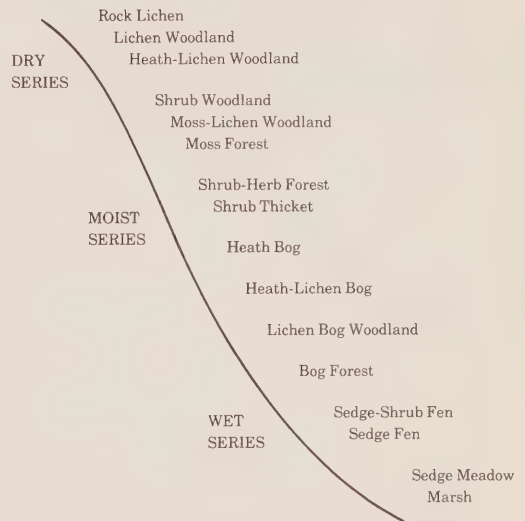 Rock Lichen
Lichen Woodland
Heath-Lichen Woodland
DRY
SERIES
Shrub Woodland
Moss-Lichen Woodland
Moss Forest
Shrub-Herb Forest
Shrub Thicket
MOIST
SERIES
Heath Bog
Heath-Lichen Bog
Lichen Bog Woodland
Bog Forest
Sedge-Shrub Fen
Sedge Fen
WET
SERIES
Sedge Meadow
Marsh